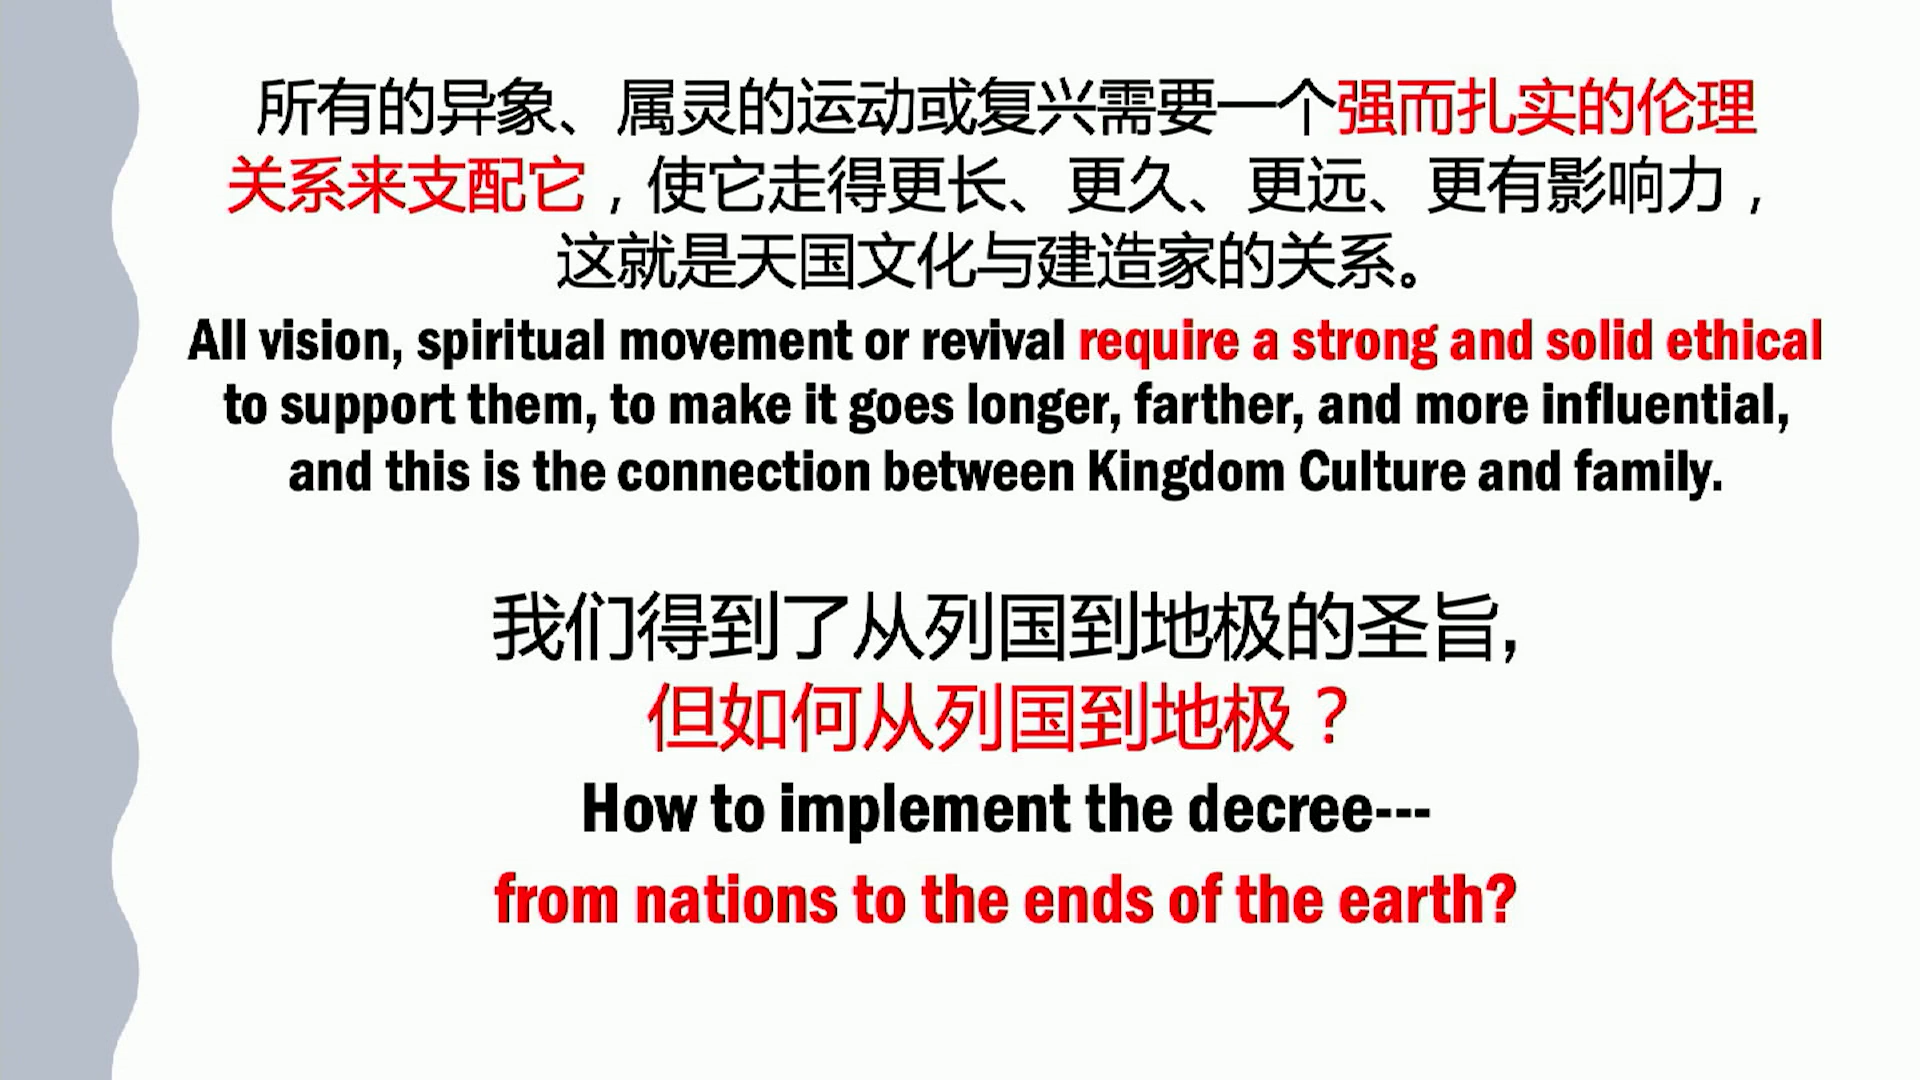 所有的异象、属灵的运动或复兴需要一个强而扎实的伦理
关系来支配它，使它走得更长、更久、更远、更有影响力，
这就是天国文化与建造家的关系。
All vision, spiritual movement or revival require a strong and solid ethical
to support them, to make it goes longer, farther, and more influential,
and this is the connection between Kingdom Culture and family.
我们得到了从列国到地极的圣旨,
但如何从列国到地极？
How to implement the decree---
from nations to the ends of the earth?